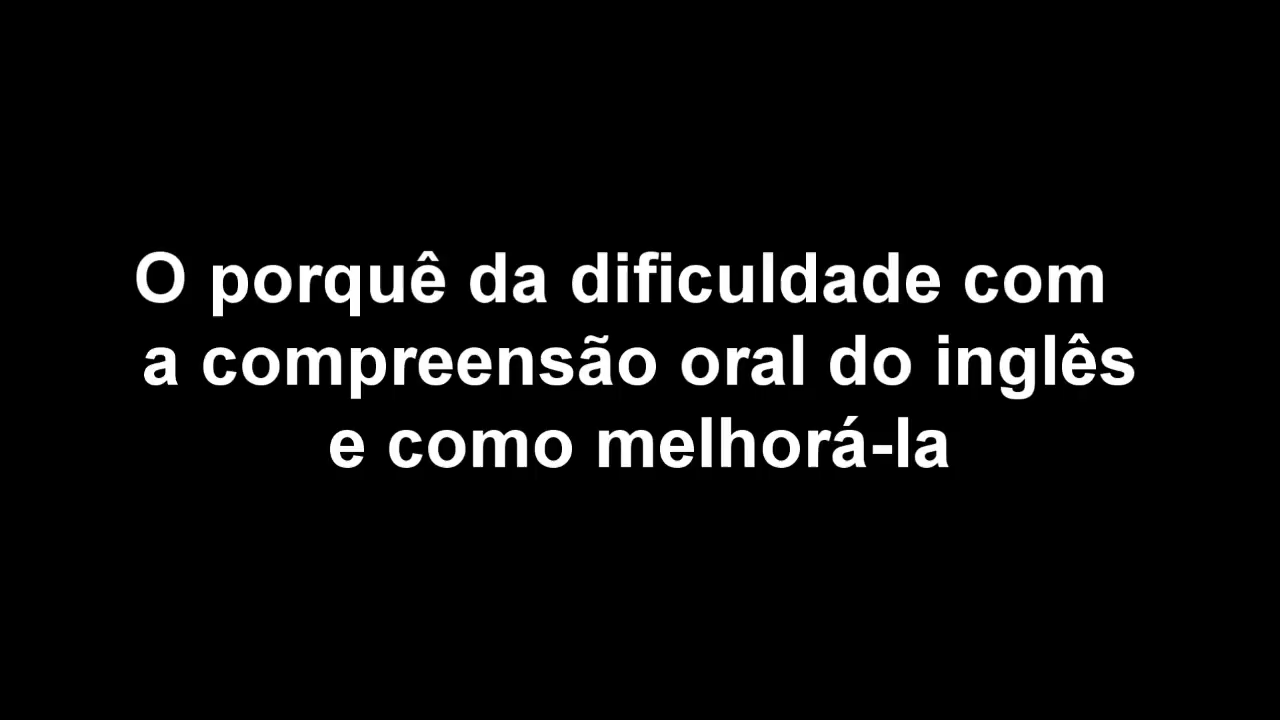 O porquê da dificuldade com
a compreensão oral do inglês
e como melhorá-la